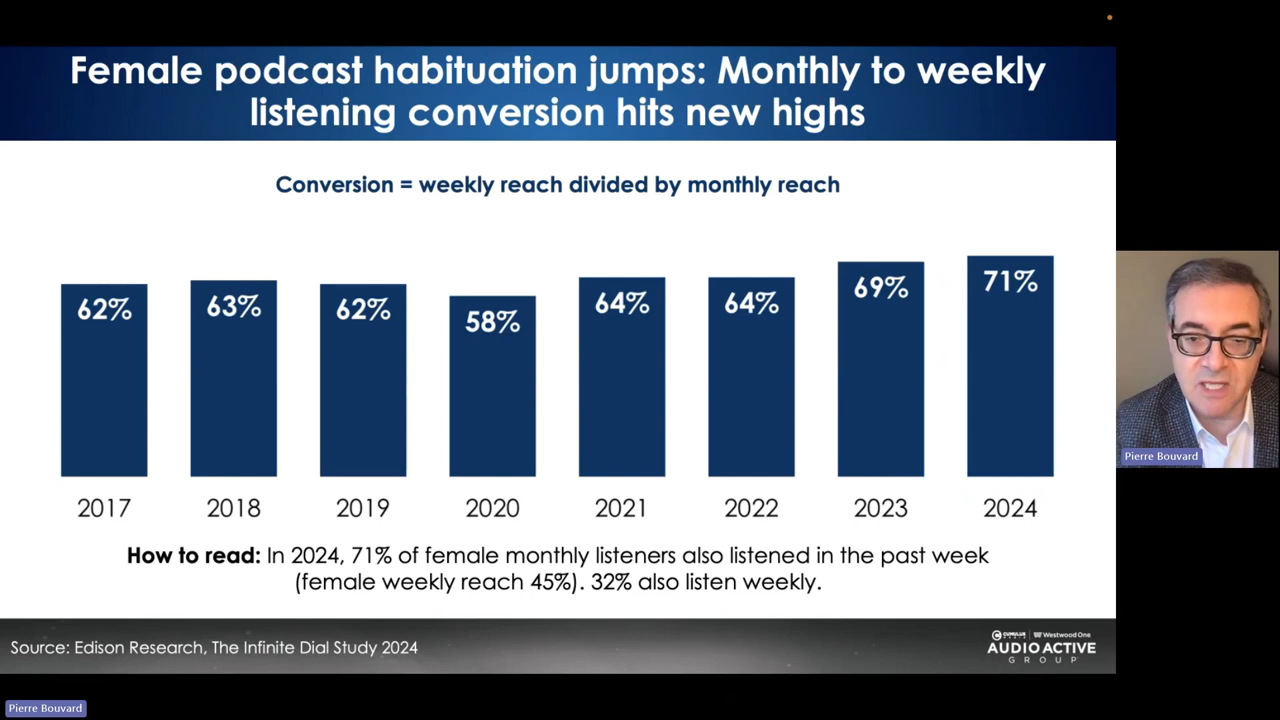 Female podcast habituation jumps: Monthly to weekly
listening conversion hits new highs
Conversion = weekly reach divided by monthly reach
62%
63%
62%
58%
64%
64%
69%
71%
2017
2018
2019
2020
2021
2022
2023
2024
How to read: In 2024, 71% of female monthly listeners also listened in the past week
(female weekly reach 45%). 32% also listen weekly.
Source: Edison Research, The Infinite Dial Study 2024
CUMULUS MEDIA | Westwood One
AUDIO ACTIVE
GROUP
Pierre Bouvard
Pierre Bouvard